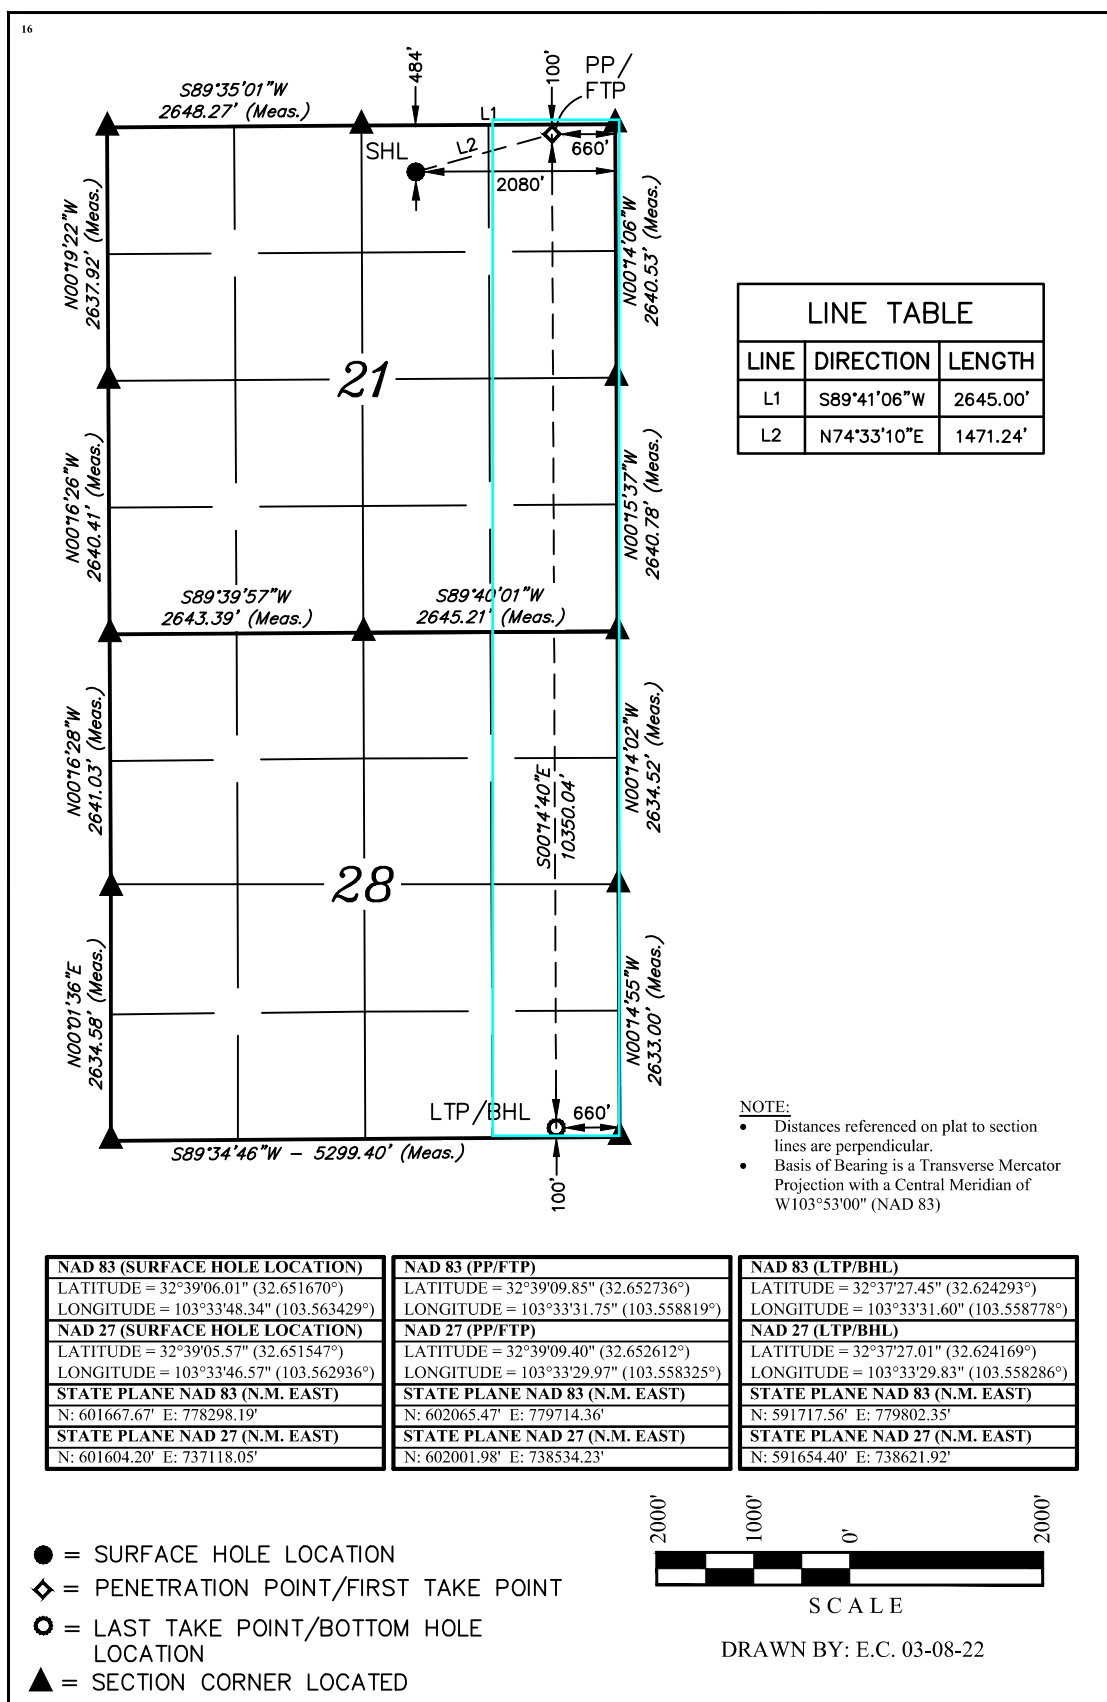 16
S89°35'01"W
2648.27' (Meas.)
484'
L1
100'
PP/
FTP
SHL
L2
660'
2080'
N00°19'22"W
2637.92' (Meas.)
N00°14'06"W
2640.53' (Meas.)
21
LINE TABLE
LINE DIRECTION LENGTH
L1 S89°41'06"W 2645.00'
L2 N74°33'10"E 1471.24'
N00°16'26"W
2640.41' (Meas.)
N00°15'37"W
2640.78' (Meas.)
S89°39'57"W
2643.39' (Meas.)
S89°40'01"W
2645.21' (Meas.)
N00°16'28"W
2641.03' (Meas.)
S00°14'40"E
10350.04'
N00°14'02"W
2634.52' (Meas.)
28
N00°01'36"E
2634.58' (Meas.)
N00°14'55"W
2633.00' (Meas.)
LTP/BHL
660'
S89°34'46"W – 5299.40' (Meas.)
100'
NOTE:
• Distances referenced on plat to section
lines are perpendicular.
• Basis of Bearing is a Transverse Mercator
Projection with a Central Meridian of
W103°53'00" (NAD 83)
NAD 83 (SURFACE HOLE LOCATION)
LATITUDE = 32°39'06.01" (32.651670°)
LONGITUDE = 103°33'48.34" (103.563429°)
NAD 27 (SURFACE HOLE LOCATION)
LATITUDE = 32°39'05.57" (32.651547°)
LONGITUDE = 103°33'46.57" (103.562936°)
STATE PLANE NAD 83 (N.M. EAST)
N: 601667.67' E: 778298.19'
STATE PLANE NAD 27 (N.M. EAST)
N: 601604.20' E: 737118.05'
NAD 83 (PP/FTP)
LATITUDE = 32°39'09.85" (32.652736°)
LONGITUDE = 103°33'31.75" (103.558819°)
NAD 27 (PP/FTP)
LATITUDE = 32°39'09.40" (32.652612°)
LONGITUDE = 103°33'29.97" (103.558325°)
STATE PLANE NAD 83 (N.M. EAST)
N: 602065.47' E: 779714.36'
STATE PLANE NAD 27 (N.M. EAST)
N: 602001.98' E: 738534.23'
NAD 83 (LTP/BHL)
LATITUDE = 32°37'27.45" (32.624293°)
LONGITUDE = 103°33'31.60" (103.558778°)
NAD 27 (LTP/BHL)
LATITUDE = 32°37'27.01" (32.624169°)
LONGITUDE = 103°33'29.83" (103.558286°)
STATE PLANE NAD 83 (N.M. EAST)
N: 591717.56' E: 779802.35'
STATE PLANE NAD 27 (N.M. EAST)
N: 591654.40' E: 738621.92'
= SURFACE HOLE LOCATION
= PENETRATION POINT/FIRST TAKE POINT
= LAST TAKE POINT/BOTTOM HOLE
LOCATION
= SECTION CORNER LOCATED
2000' 1000' 0' 2000'
SCALE
DRAWN BY: E.C. 03-08-22